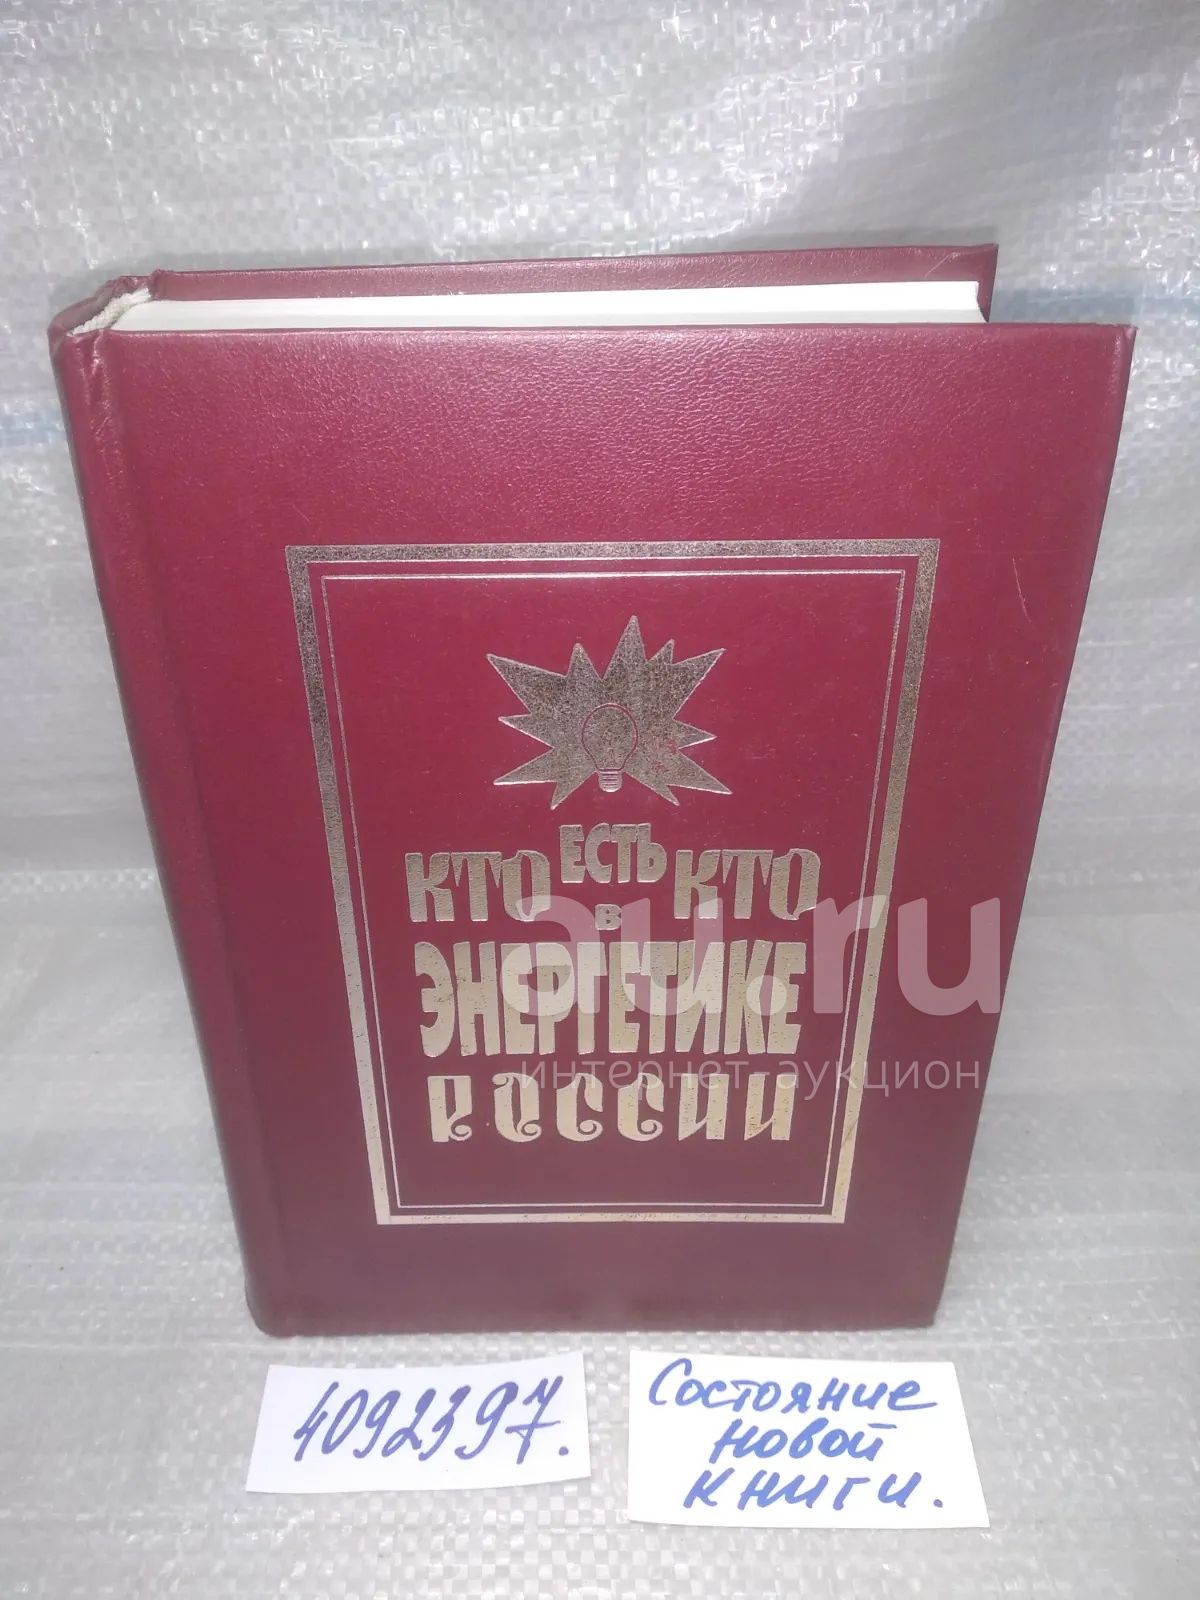 КТО ЕСТЬ КТО
в
ЭНЕРГЕТИКЕ
РОССИИ
au.ru
интернет-аукцион
4092397.
Состояние
новой
книги.